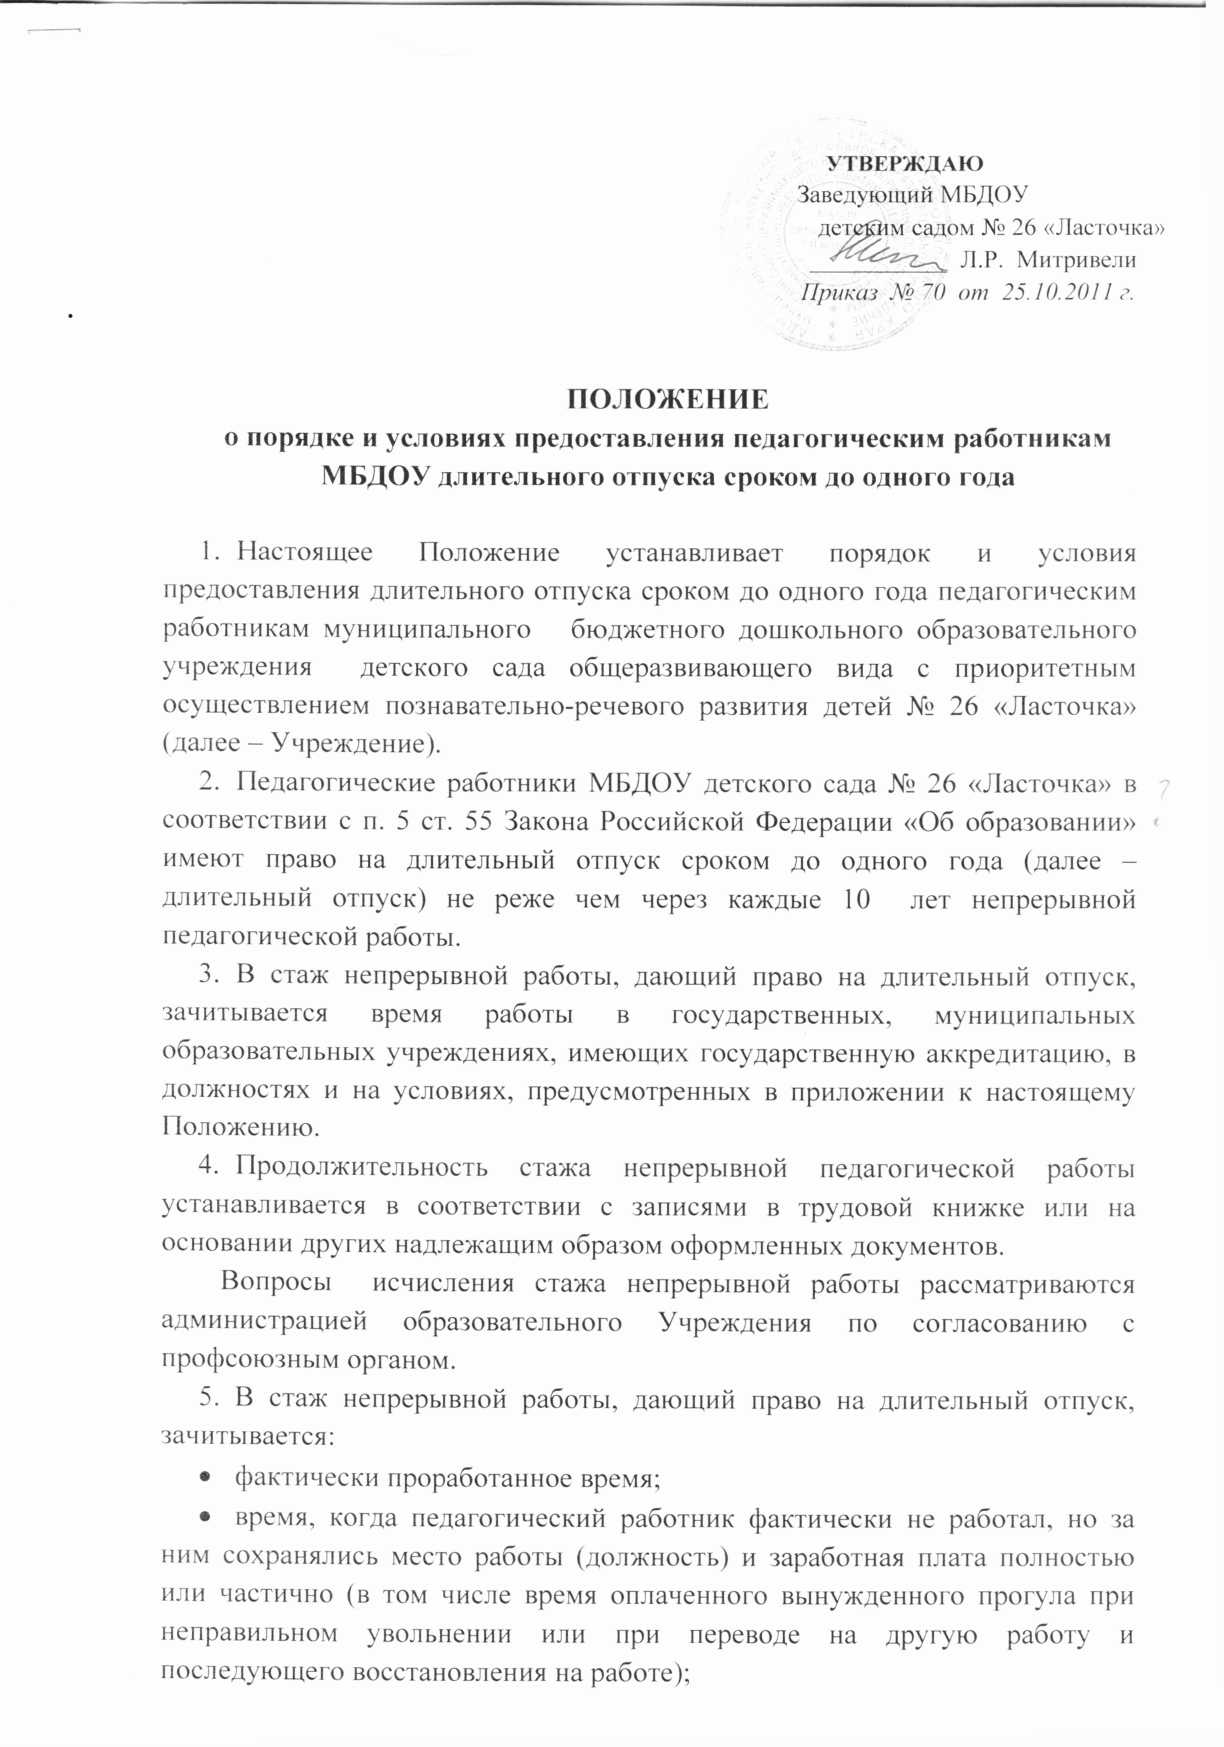 УТВЕРЖДАЮ
Заведующий МБДОУ
детским садом № 26 «Ласточка»
Л.Р. Митривели
Приказ № 70 от 25.10.2011 г.
ПОЛОЖЕНИЕ
о порядке и условиях предоставления педагогическим работникам
МБДОУ длительного отпуска сроком до одного года
1. Настоящее Положение устанавливает порядок и условия
предоставления длительного отпуска сроком до одного года педагогическим
работникам муниципального бюджетного дошкольного образовательного
учреждения детского сада общеразвивающего вида с приоритетным
осуществлением познавательно-речевого развития детей № 26 «Ласточка»
(далее – Учреждение).
2. Педагогические работники МБДОУ детского сада № 26 «Ласточка» в
соответствии с п. 5 ст. 55 Закона Российской Федерации «Об образовании»
имеют право на длительный отпуск сроком до одного года (далее –
длительный отпуск) не реже чем через каждые 10 лет непрерывной
педагогической работы.
3. В стаж непрерывной работы, дающий право на длительный отпуск,
зачитывается время работы в государственных, муниципальных
образовательных учреждениях, имеющих государственную аккредитацию, в
должностях и на условиях, предусмотренных в приложении к настоящему
Положению.
4. Продолжительность стажа непрерывной педагогической работы
устанавливается в соответствии с записями в трудовой книжке или на
основании других надлежащим образом оформленных документов.
Вопросы исчисления стажа непрерывной работы рассматриваются
администрацией образовательного Учреждения по согласованию с
профсоюзным органом.
5. В стаж непрерывной работы, дающий право на длительный отпуск,
зачитывается:
• фактически проработанное время;
• время, когда педагогический работник фактически не работал, но за
ним сохранялись место работы (должность) и заработная плата полностью
или частично (в том числе время оплаченного вынужденного прогула при
неправильном увольнении или при переводе на другую работу и
последующего восстановления на работе);